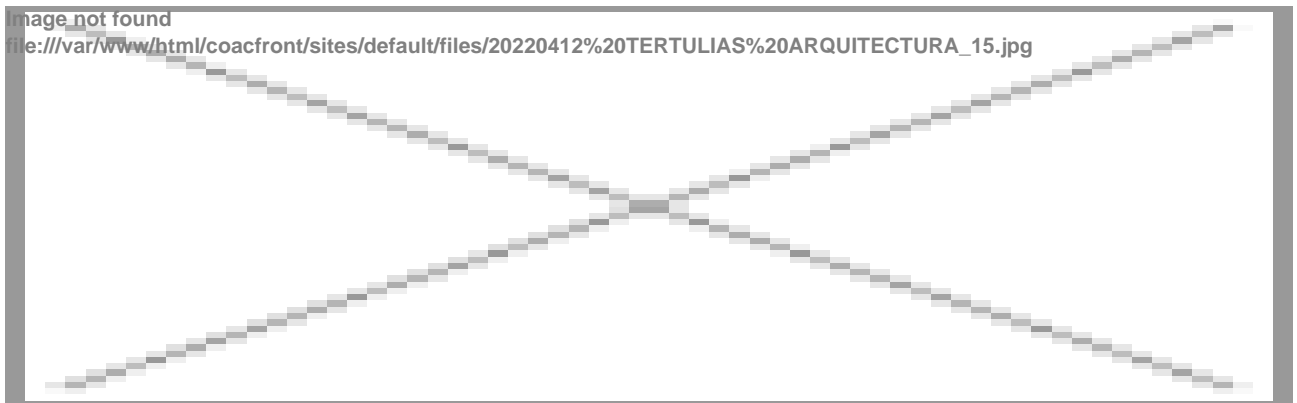 Image not found
file:///var/www/html/coacfront/sites/default/files/20220412%20TERTULIAS%20ARQUITECTURA_15.jpg